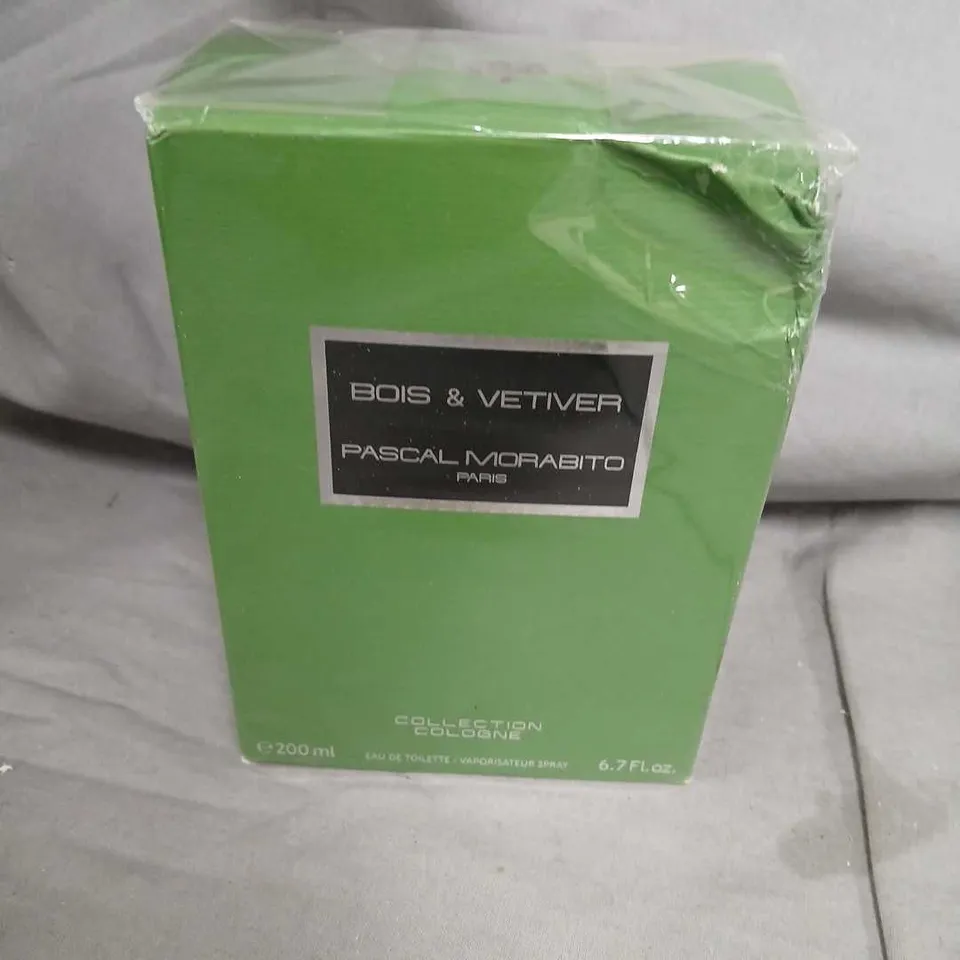 BOIS & VETIVER
PASCAL MORABITO
PARIS
COLLECTION
COLOGNE
℮200 ml EAU DE TOILETTE / VAPORISATEUR SPRAY 6.7 Fl.oz.